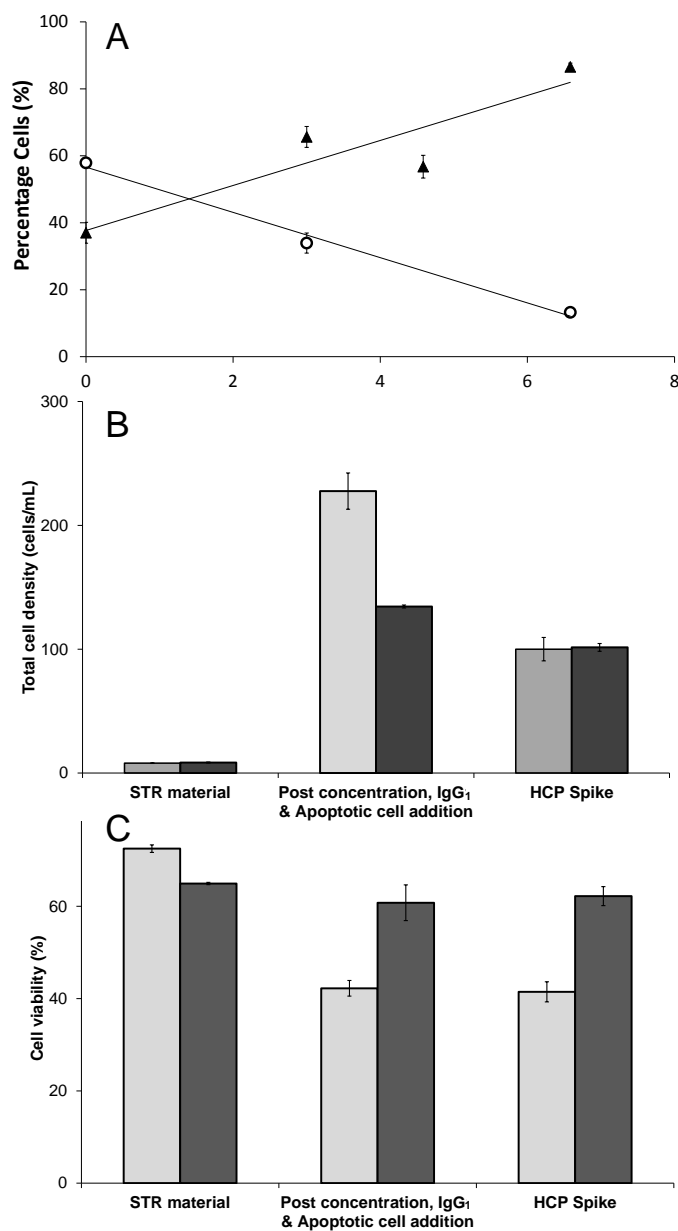 A
100
80
60
40
20
0
Percentage Cells (%)
0 2 4 6 8
B
300
200
100
0
Total cell density (cells/mL)
STR material Post concentration, IgG₁ HCP Spike
& Apoptotic cell addition
C
60
40
20
0
Cell viability (%)
STR material Post concentration, IgG₁ HCP Spike
& Apoptotic cell addition